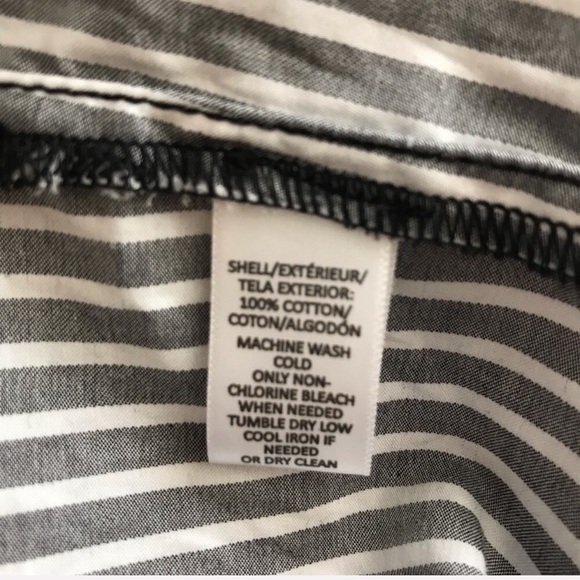 SHELL/EXTÉRIEUR/
TELA EXTERIOR:
100% COTTON/
COTON/ALGODÓN
MACHINE WASH
COLD
ONLY NON-
CHLORINE BLEACH
WHEN NEEDED
TUMBLE DRY LOW
COOL IRON IF
NEEDED
OR DRY CLEAN